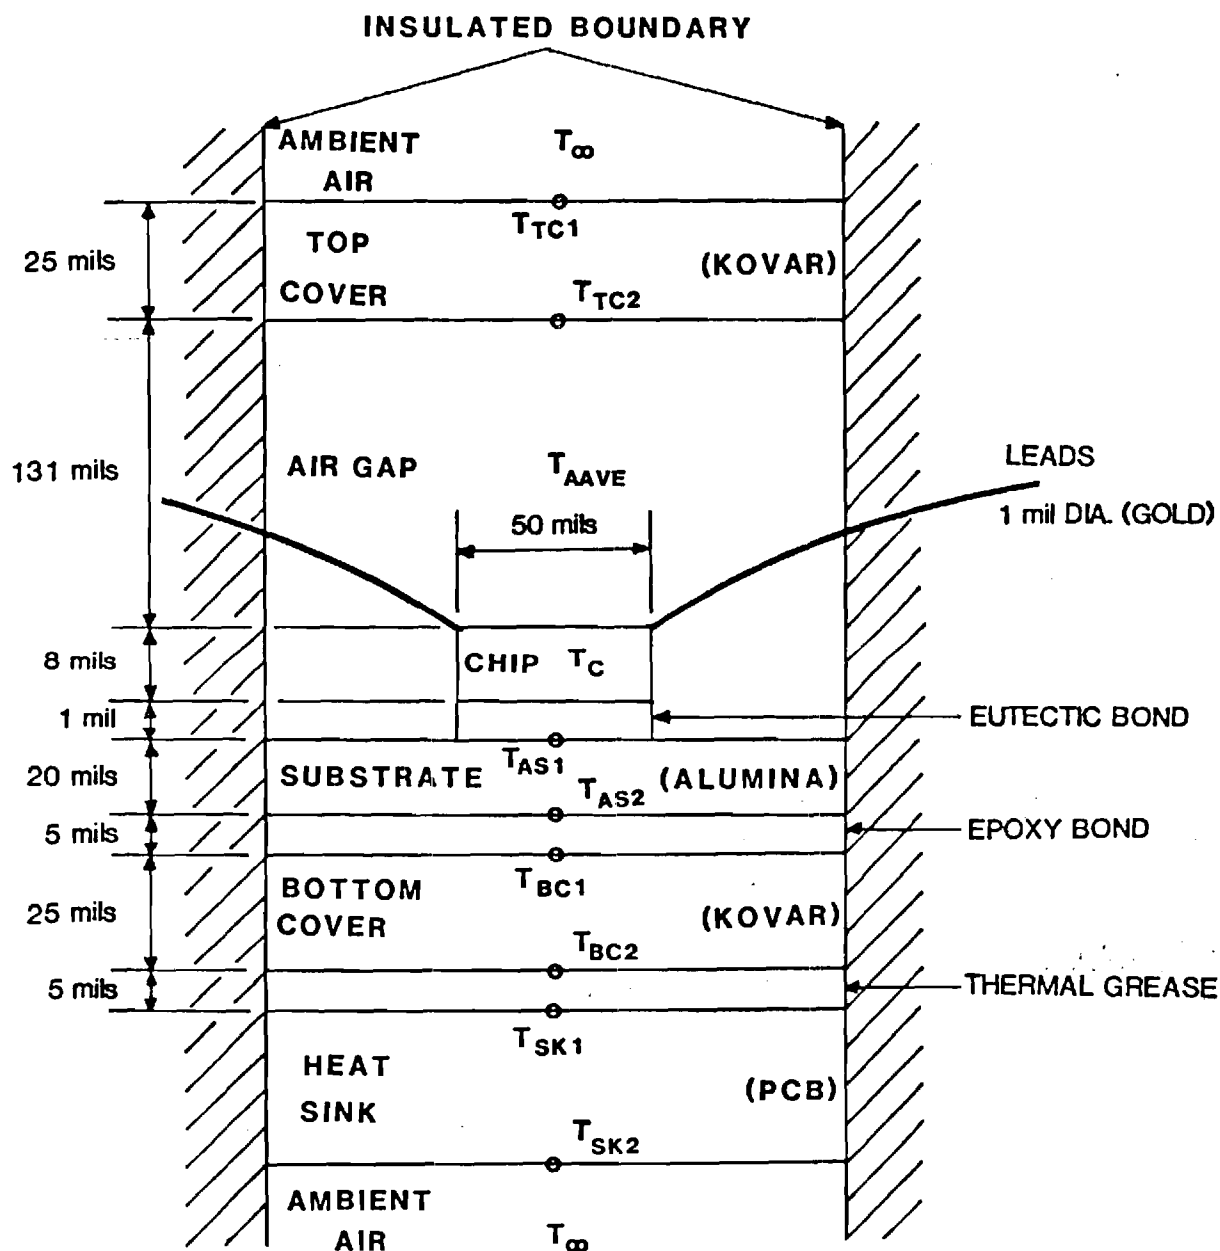 INSULATED BOUNDARY
AMBIENT
AIR
T∞
TTC1
25 mils
TOP
COVER
(KOVAR)
TTC2
131 mils
AIR GAP
TAAVE
LEADS
1 mil DIA. (GOLD)
50 mils
8 mils
CHIP TC
1 mil
EUTECTIC BOND
TAS1
20 mils
SUBSTRATE
(ALUMINA)
TAS2
5 mils
EPOXY BOND
TBC1
25 mils
BOTTOM
COVER
(KOVAR)
TBC2
5 mils
THERMAL GREASE
TSK1
HEAT
SINK
(PCB)
TSK2
AMBIENT
AIR
T∞